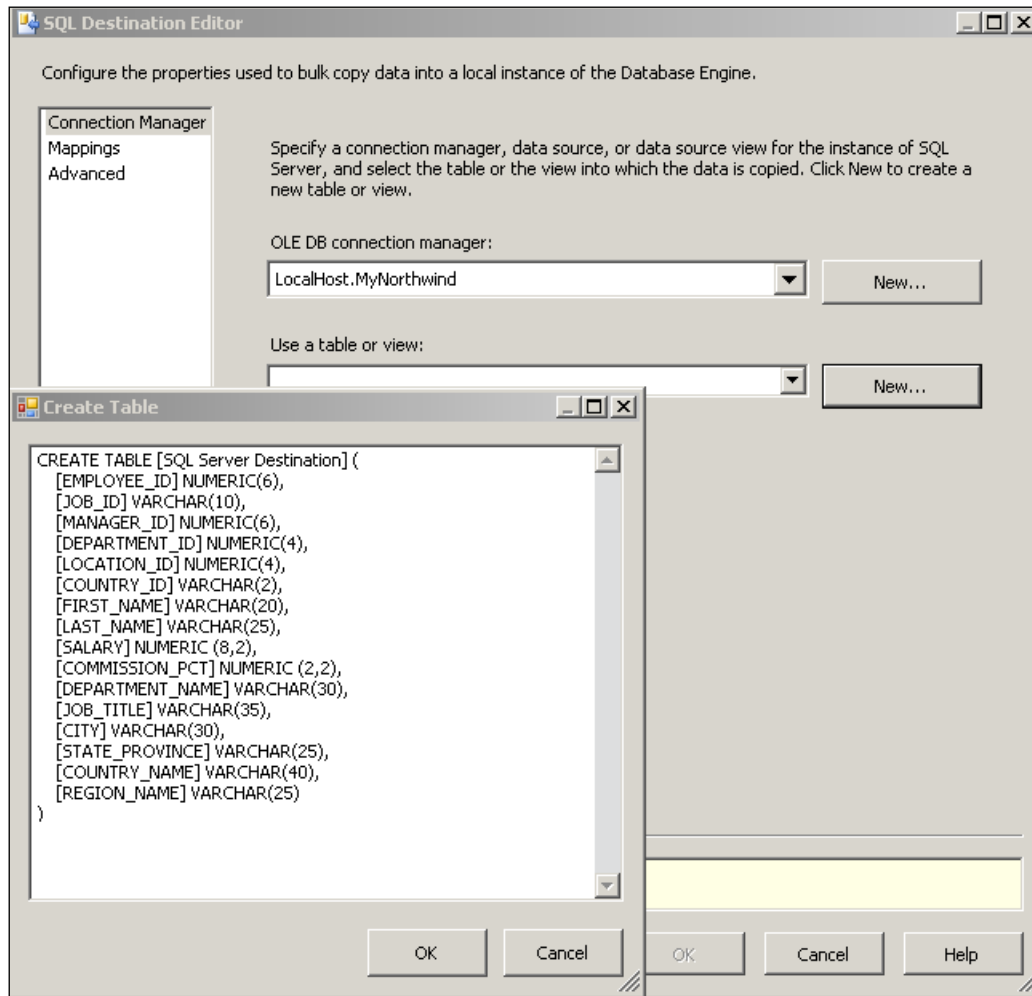 SQL Destination Editor
Configure the properties used to bulk copy data into a local instance of the Database Engine.
Connection Manager
Mappings
Advanced
Specify a connection manager, data source, or data source view for the instance of SQL
Server, and select the table or the view into which the data is copied. Click New to create a
new table or view.
OLE DB connection manager:
LocalHost.MyNorthwind
New...
Use a table or view:
New...
Create Table
CREATE TABLE [SQL Server Destination] (
[EMPLOYEE_ID] NUMERIC(6),
[JOB_ID] VARCHAR(10),
[MANAGER_ID] NUMERIC(6),
[DEPARTMENT_ID] NUMERIC(4),
[LOCATION_ID] NUMERIC(4),
[COUNTRY_ID] VARCHAR(2),
[FIRST_NAME] VARCHAR(20),
[LAST_NAME] VARCHAR(25),
[SALARY] NUMERIC (8,2),
[COMMISSION_PCT] NUMERIC (2,2),
[DEPARTMENT_NAME] VARCHAR(30),
[JOB_TITLE] VARCHAR(35),
[CITY] VARCHAR(30),
[STATE_PROVINCE] VARCHAR(25),
[COUNTRY_NAME] VARCHAR(40),
[REGION_NAME] VARCHAR(25)
)
OK
Cancel
OK
Cancel
Help